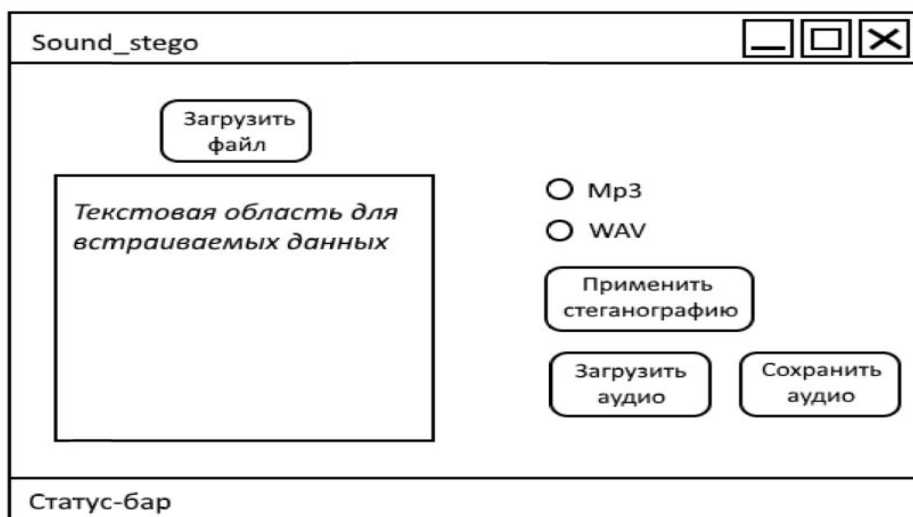 Sound_stego
Загрузить
файл
Текстовая область для
встраиваемых данных
Mp3
WAV
Применить
стеганографию
Загрузить
аудио
Сохранить
аудио
Статус-бар